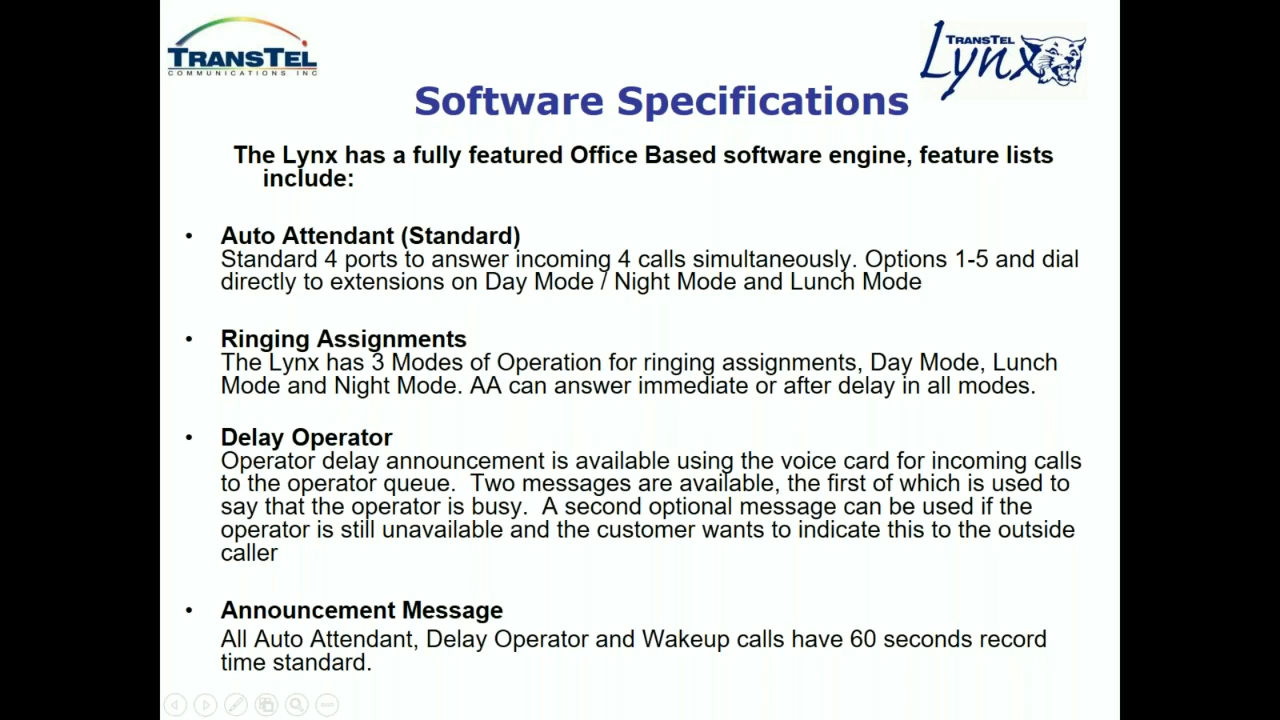 TRANSTEL
COMMUNICATIONS INC
TRANSTEL
Lynx
Software Specifications
The Lynx has a fully featured Office Based software engine, feature lists
include:
• Auto Attendant (Standard)
Standard 4 ports to answer incoming 4 calls simultaneously. Options 1-5 and dial
directly to extensions on Day Mode / Night Mode and Lunch Mode
• Ringing Assignments
The Lynx has 3 Modes of Operation for ringing assignments, Day Mode, Lunch
Mode and Night Mode. AA can answer immediate or after delay in all modes.
• Delay Operator
Operator delay announcement is available using the voice card for incoming calls
to the operator queue.  Two messages are available, the first of which is used to
say that the operator is busy.  A second optional message can be used if the
operator is still unavailable and the customer wants to indicate this to the outside
caller
• Announcement Message
All Auto Attendant, Delay Operator and Wakeup calls have 60 seconds record
time standard.